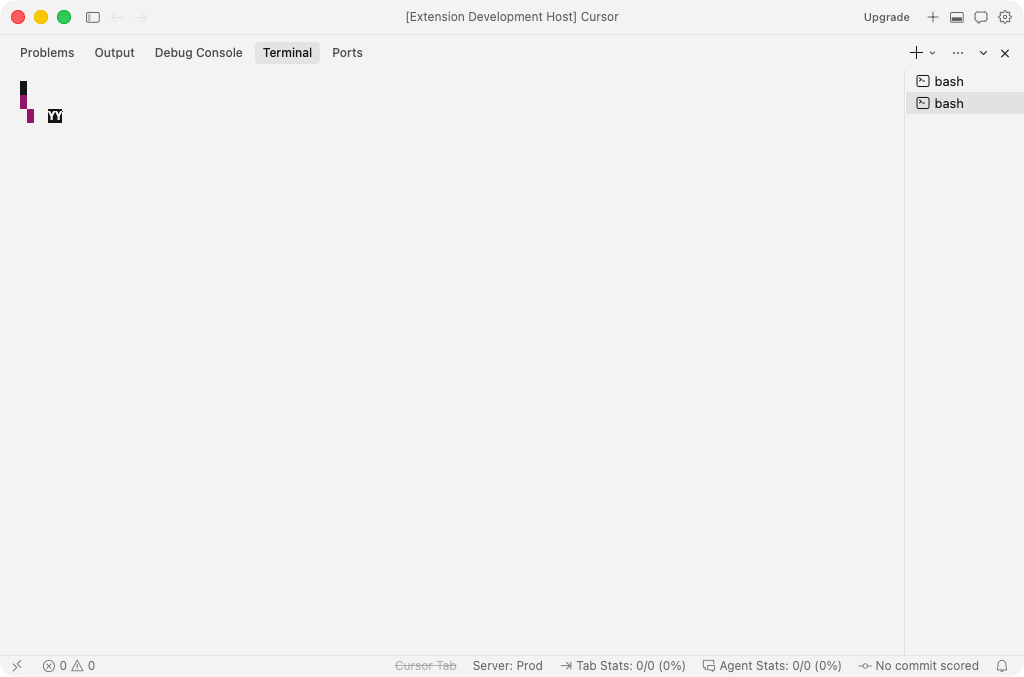 [Extension Development Host] Cursor
Upgrade
Problems Output Debug Console Terminal Ports
bash
bash
YY
0 0 Cursor Tab Server: Prod Tab Stats: 0/0 (0%) Agent Stats: 0/0 (0%) No commit scored